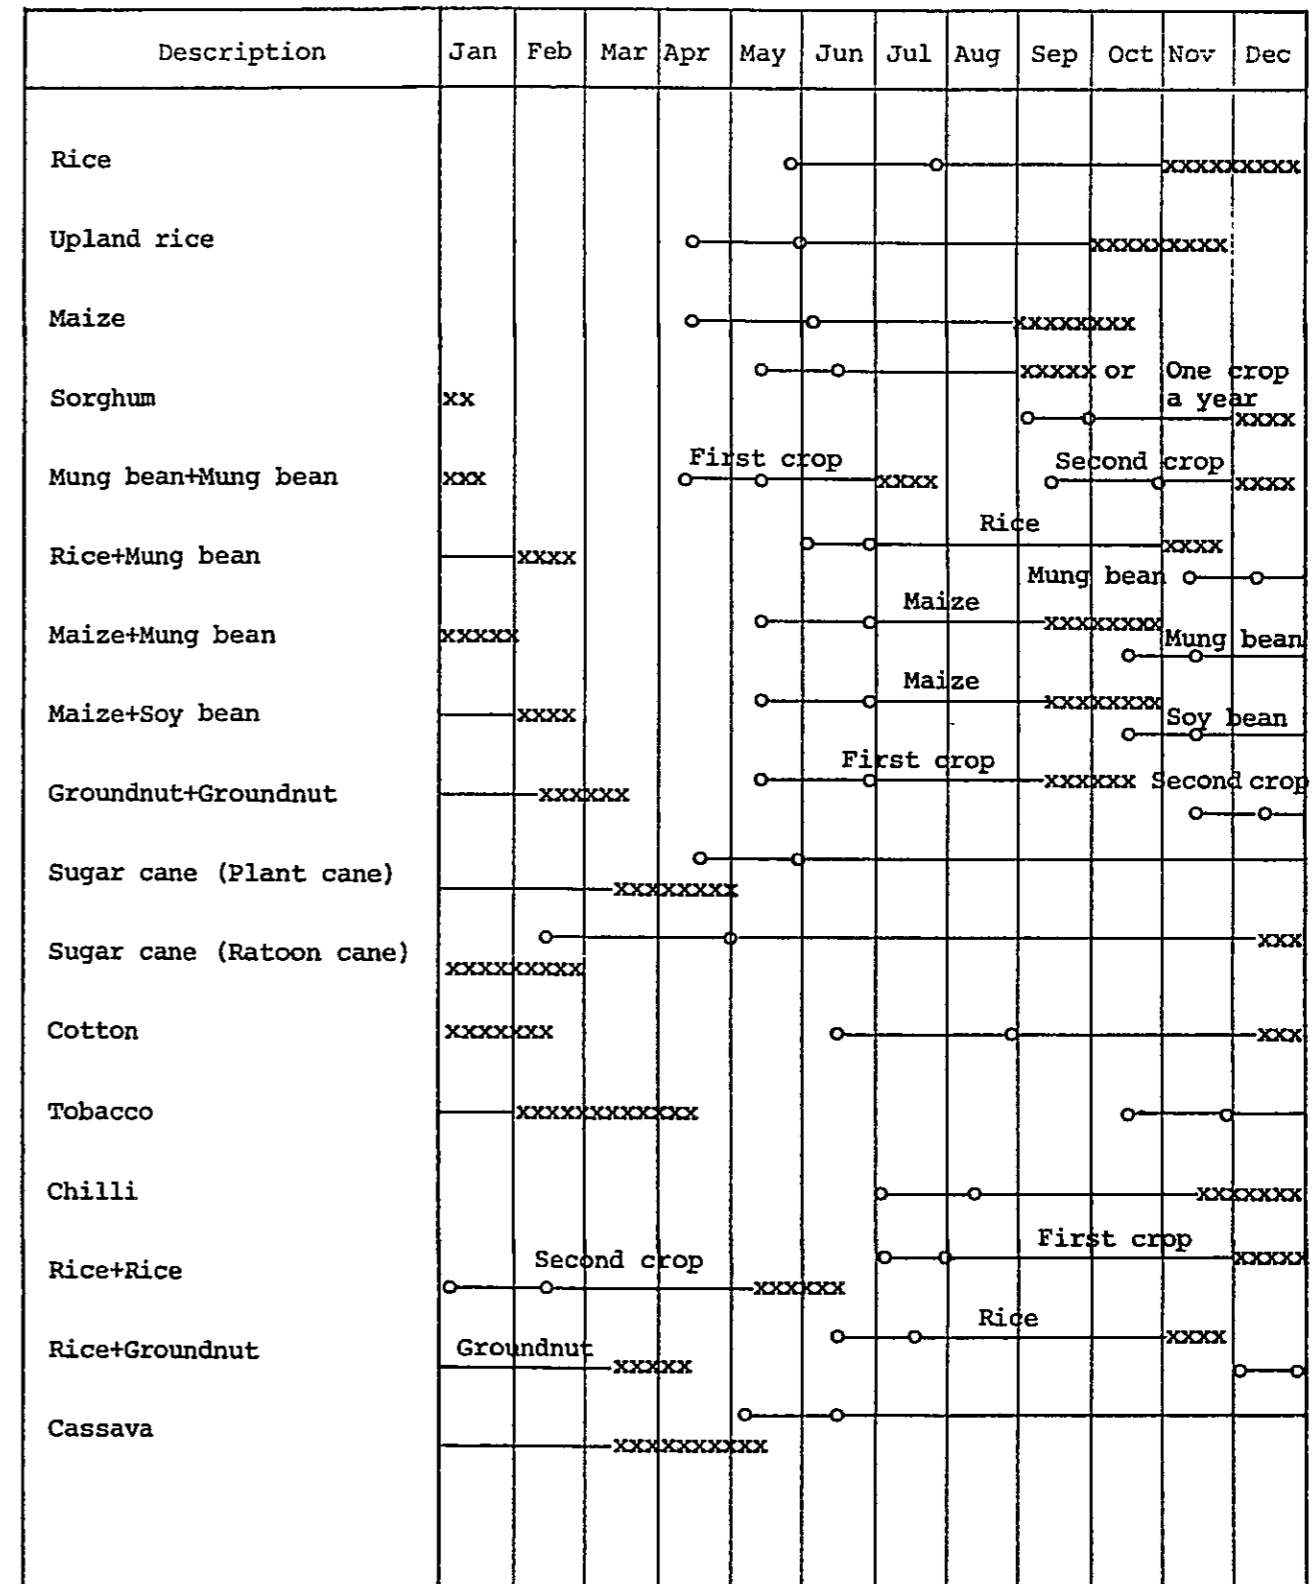 Description Jan Feb Mar Apr May Jun Jul Aug Sep Oct Nov Dec
Rice xxxxxxxxx
Upland rice xxxxxxxxx
Maize xxxxxxxx
xxxxx or One crop
Sorghum xx a year
xxxx
First crop Second crop
Mung bean+Mung bean xxx xxxx xxxx
Rice
Rice+Mung bean xxxx xxxx
Mung bean
Maize
Maize+Mung bean xxxxx xxxxxxxx Mung bean
Maize
Maize+Soy bean xxxx xxxxxxxx Soy bean
First crop
Groundnut+Groundnut xxxxxx xxxxxx Second crop
Sugar cane (Plant cane)
xxxxxxxx
xxx
Sugar cane (Ratoon cane)
xxxxxxxxx
Cotton xxxxxxx xxx
Tobacco xxxxxxxxxxxxx
Chilli xxxxxxx
First crop
Second crop xxxxx
Rice+Rice
xxxxxx
Rice
xxxx
Rice+Groundnut Groundnut
xxxxx
Cassava
xxxxxxxxxx